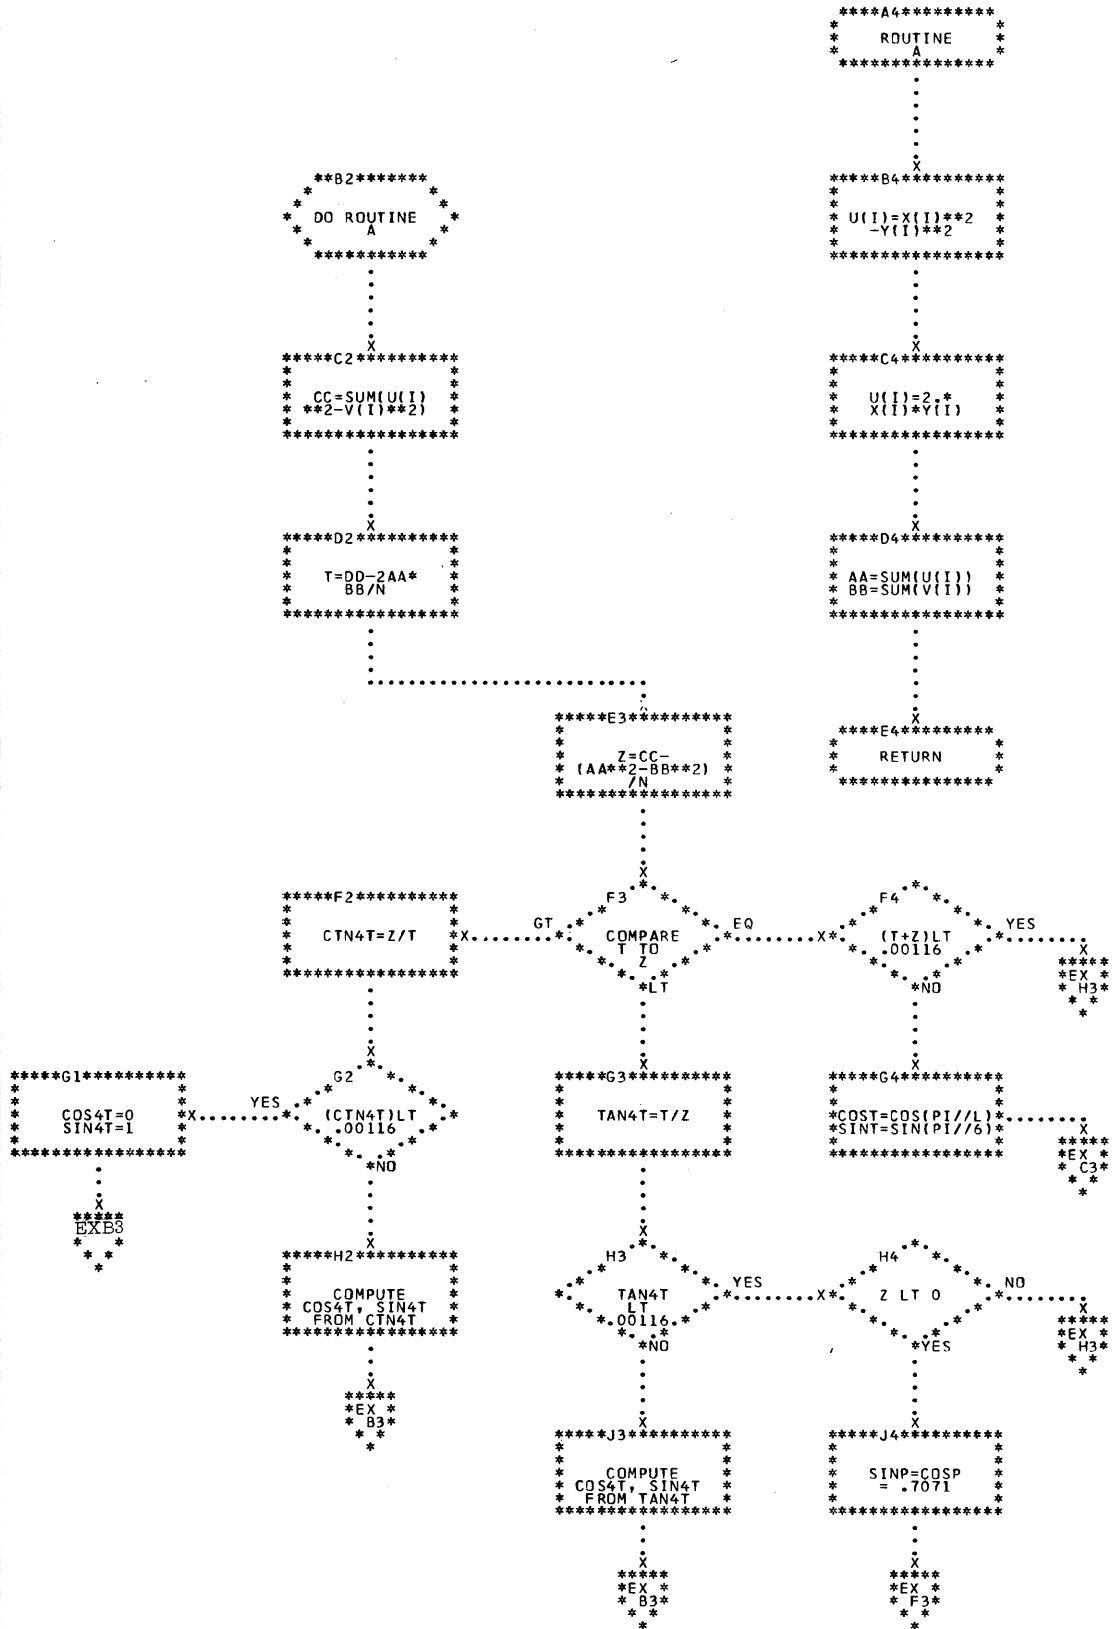 A4
ROUTINE
A
B2
DO ROUTINE
A
B4
U(I)=X(I)**2
-Y(I)**2
C2
CC=SUM(U(I)
**2-V(I)**2)
C4
U(I)=2.*
X(I)*Y(I)
D2
T=DD-2AA*
BB/N
D4
AA=SUM(U(I))
BB=SUM(V(I))
E3
Z=CC-
(AA**2-BB**2)
/N
E4
RETURN
F2
CTN4T=Z/T
GT
F3
COMPARE
T TO
Z
EQ
LT
F4
(T+Z)LT
.00116
YES
NO
EX
H3
G1
COS4T=0
SIN4T=1
YES
G2
(CTN4T)LT
.00116
NO
G3
TAN4T=T/Z
G4
COST=COS(PI//L)
SINT=SIN(PI//6)
EX
C3
EXB3
H2
COMPUTE
COS4T, SIN4T
FROM CTN4T
H3
TAN4T
LT
.00116
YES
NO
H4
Z LT 0
NO
YES
EX
H3
EX
B3
J3
COMPUTE
COS4T, SIN4T
FROM TAN4T
J4
SINP=COSP
= .7071
EX
B3
EX
F3